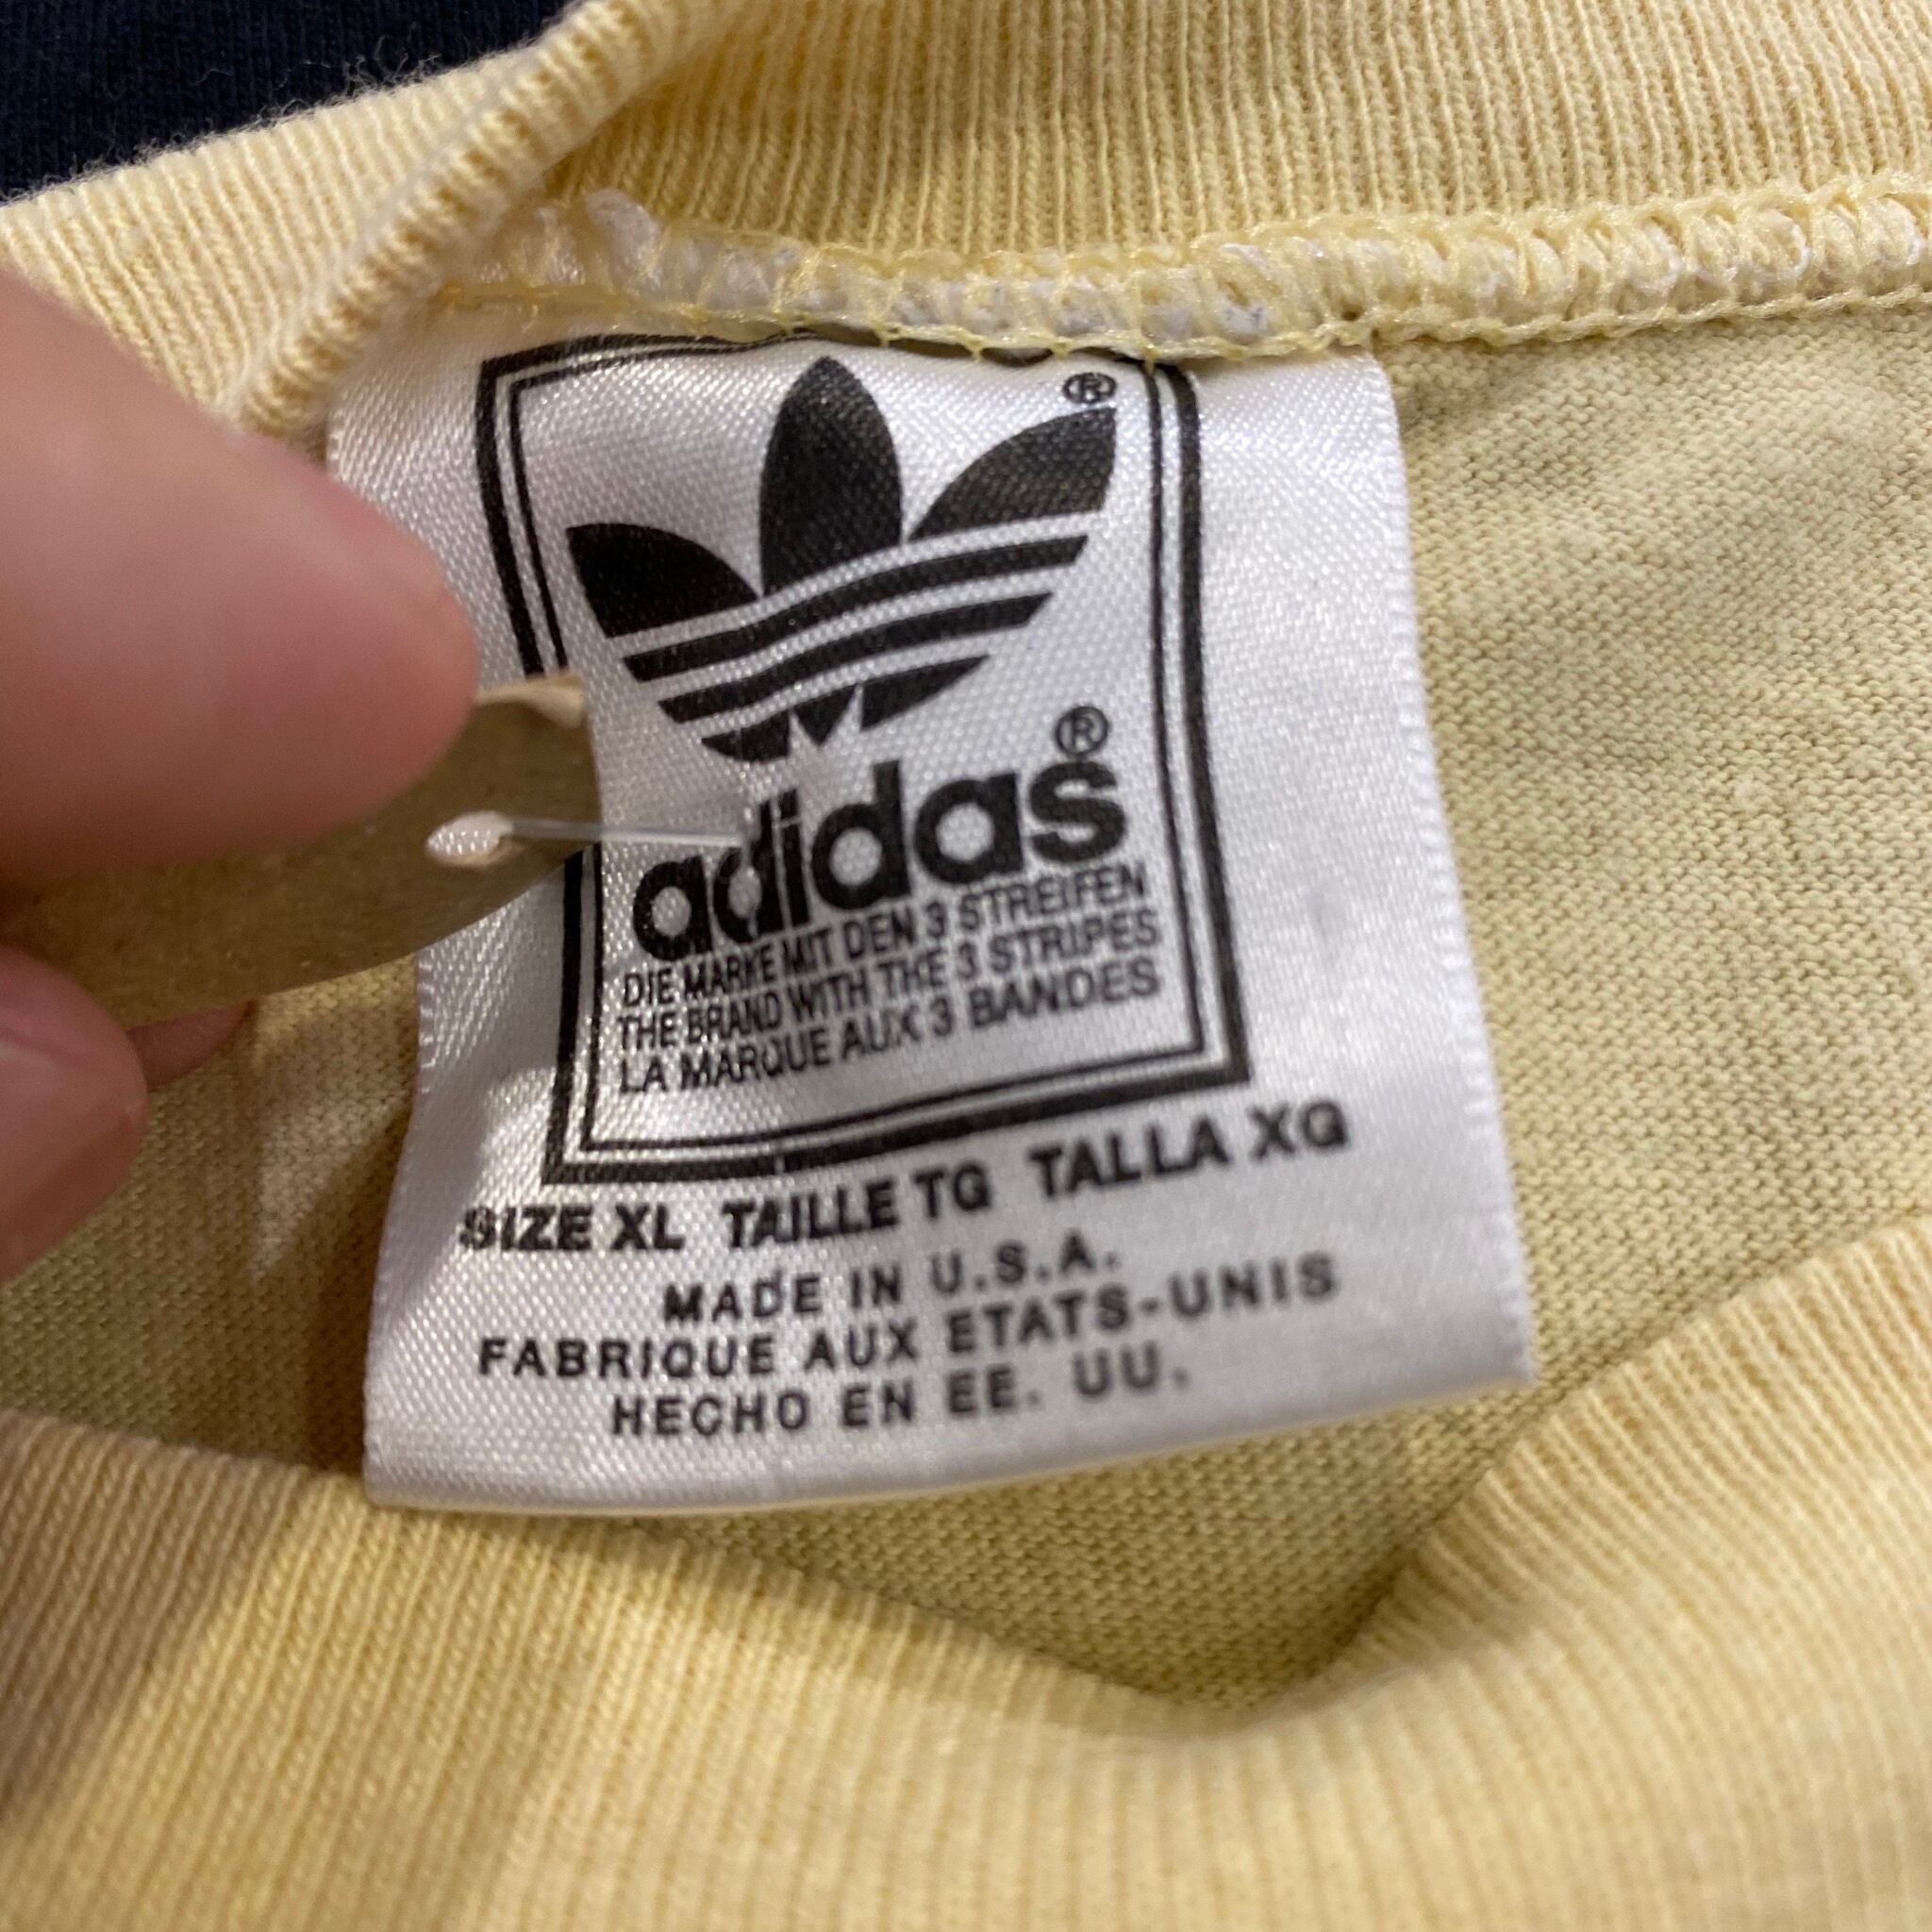 ®
adidas®
DIE MARKE MIT DEN 3 STREIFEN
THE BRAND WITH THE 3 STRIPES
LA MARQUE AUX 3 BANDES
SIZE XL TAILLE TG TALLA XG
MADE IN U.S.A.
FABRIQUE AUX ETATS-UNIS
HECHO EN EE. UU.